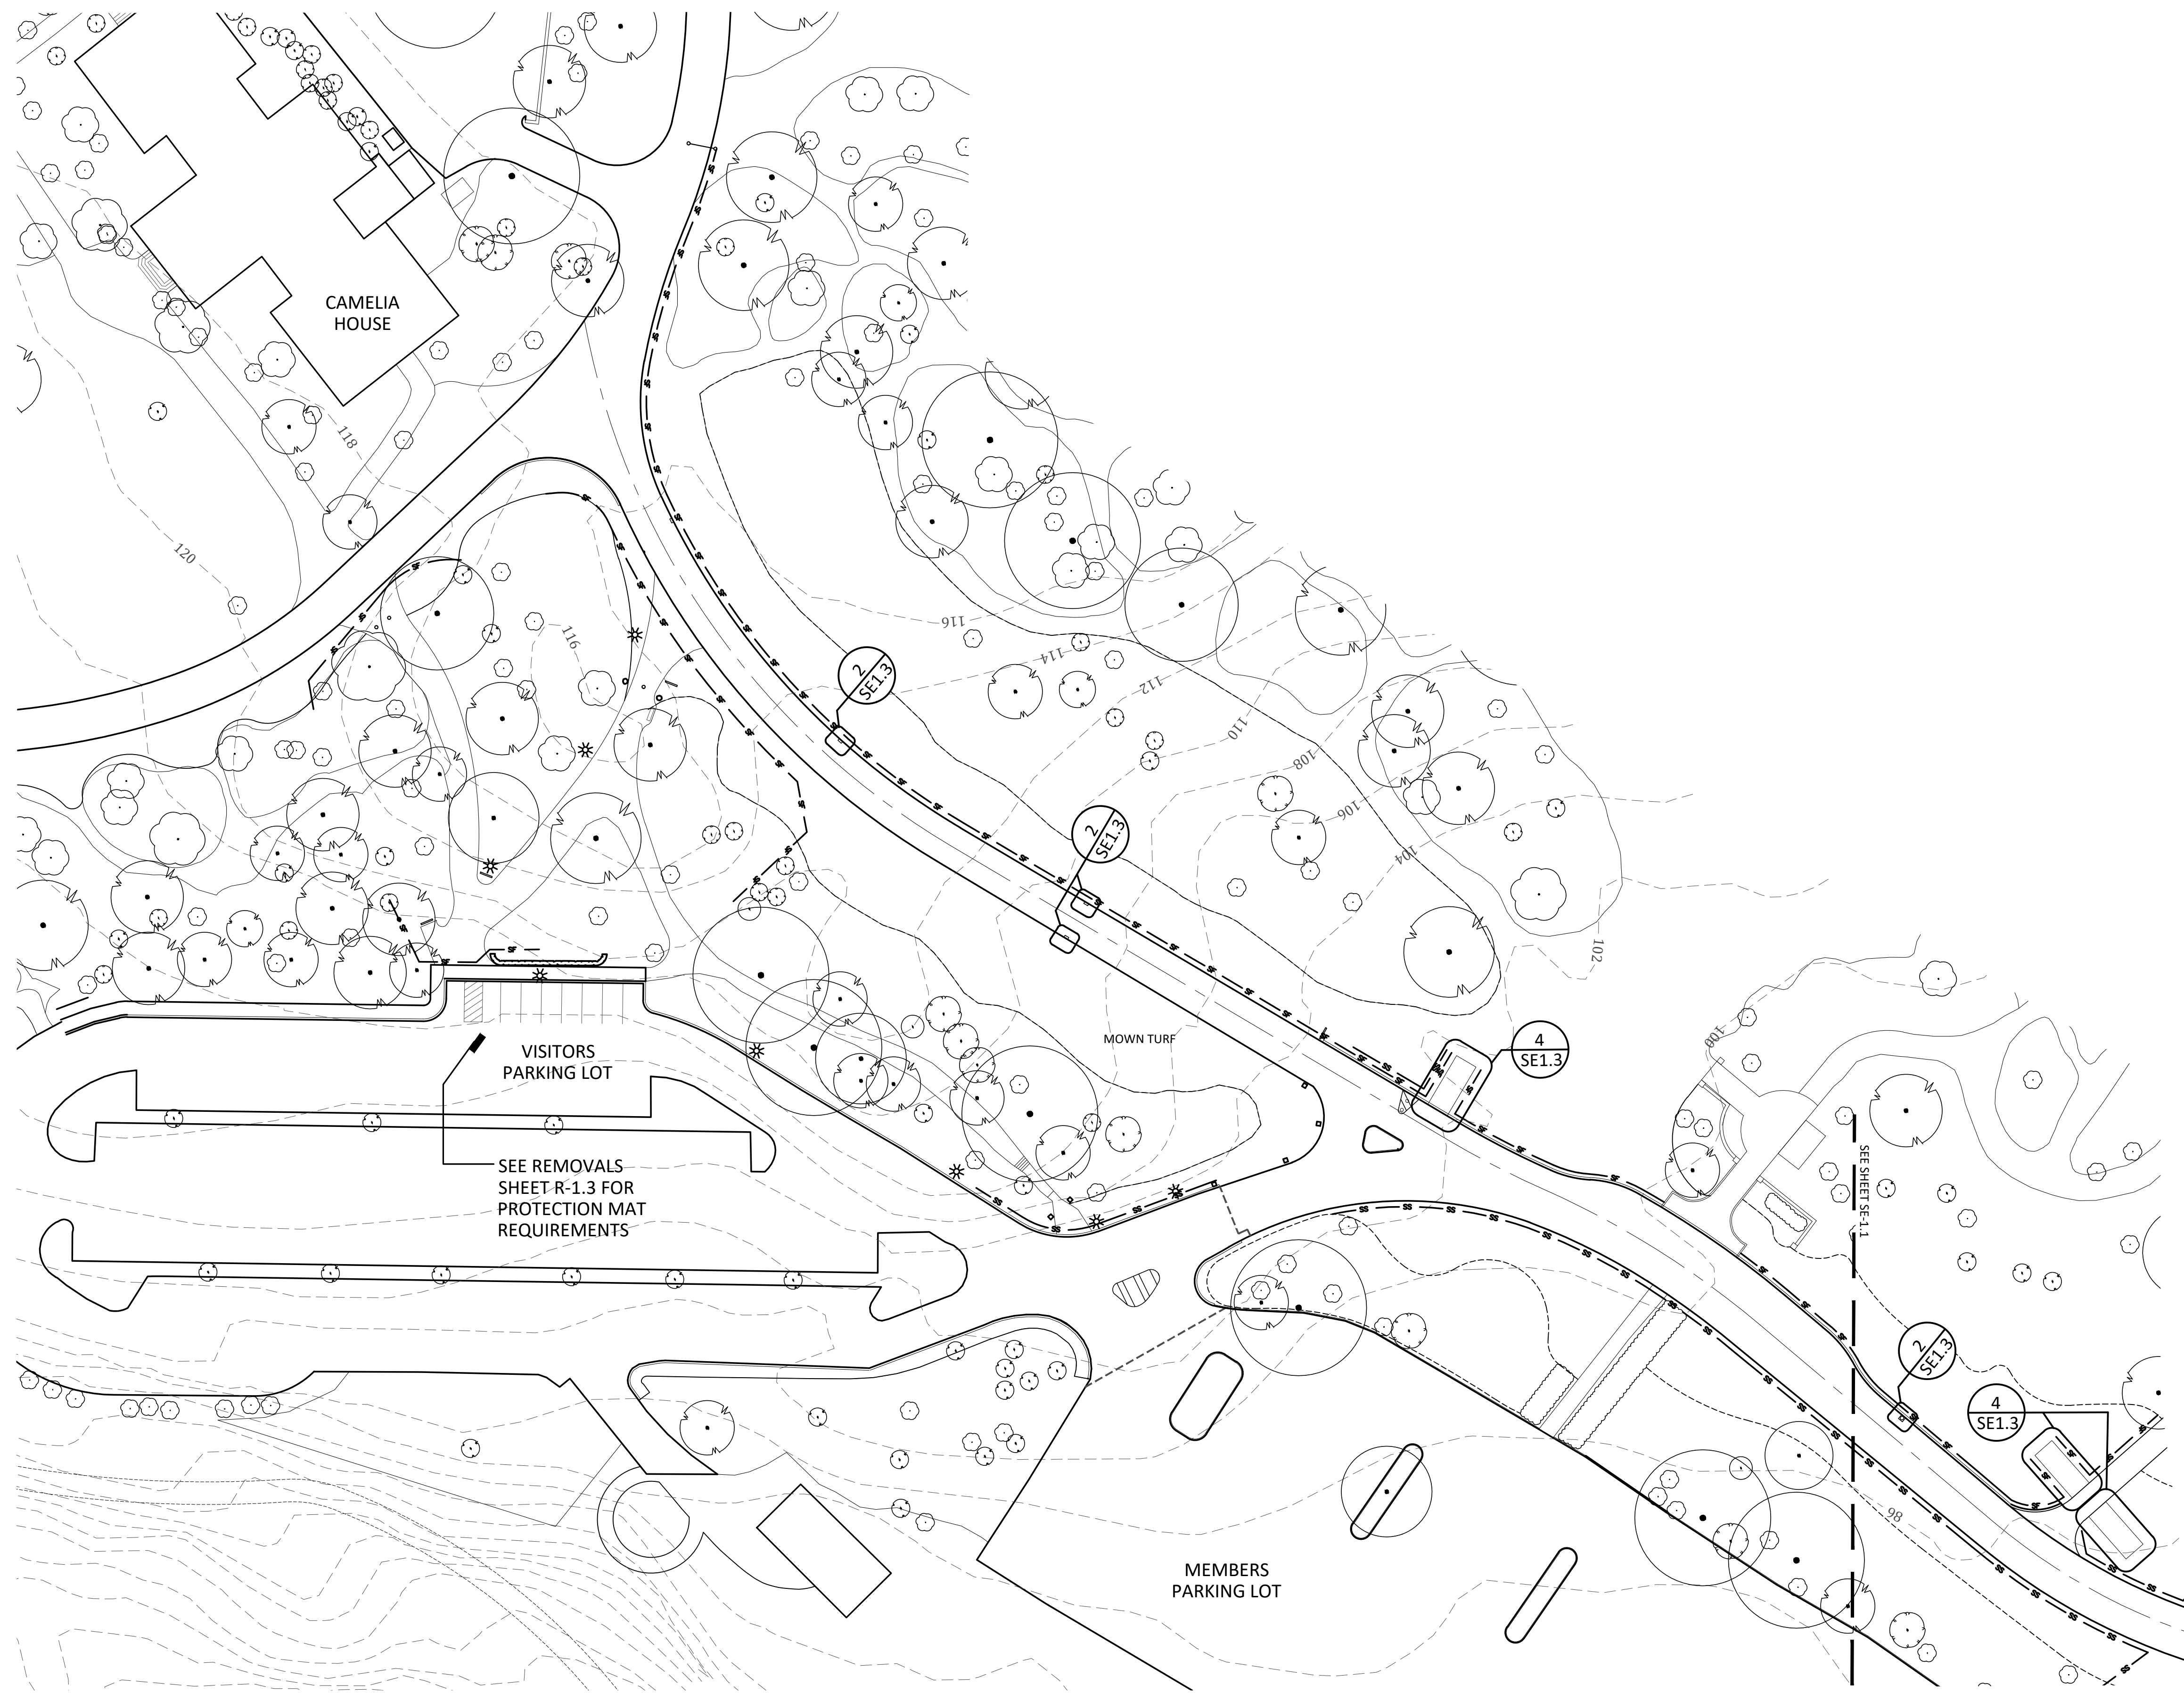 CAMELIA
HOUSE
118
120
116
116
114
112
110
108
106
104
102
100
98
2
SE1.3
2
SE1.3
4
SE1.3
MOWN TURF
VISITORS
PARKING LOT
SEE REMOVALS
SHEET R-1.3 FOR
PROTECTION MAT
REQUIREMENTS
SEE SHEET SE-1.1
2
SE1.3
4
SE1.3
MEMBERS
PARKING LOT
SF
SS